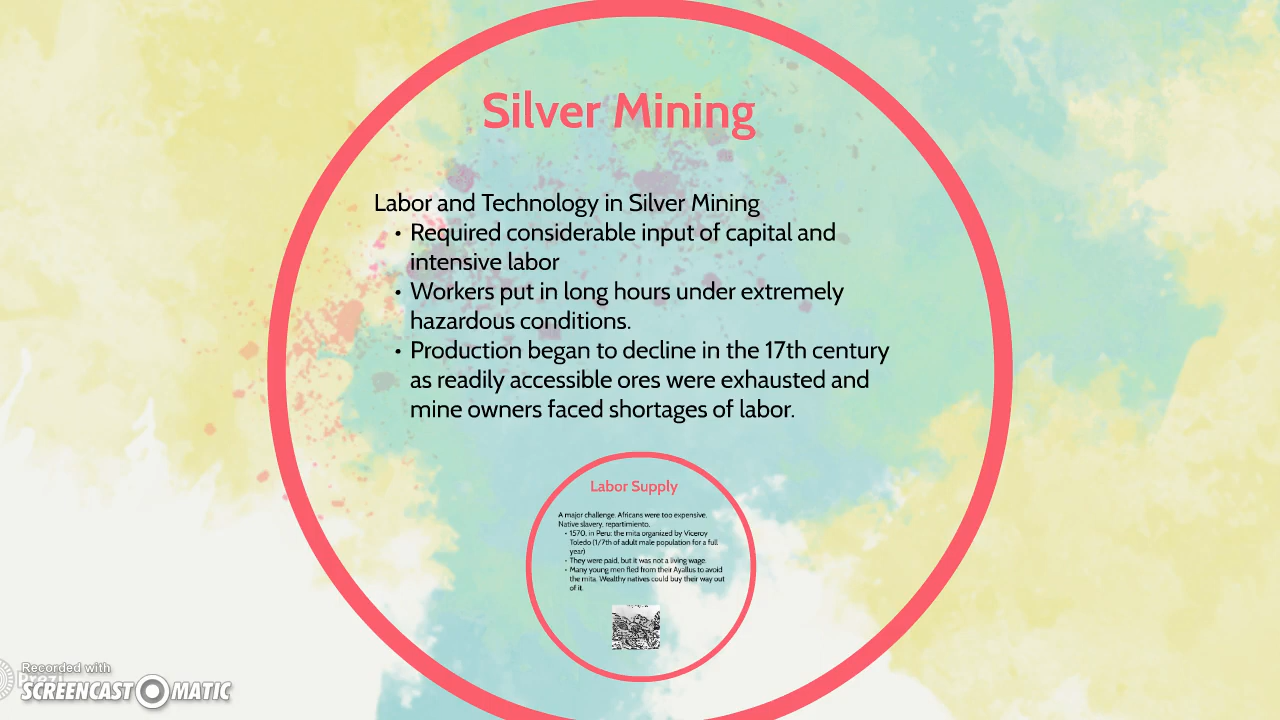 Silver Mining
Labor and Technology in Silver Mining
• Required considerable input of capital and
intensive labor
• Workers put in long hours under extremely
hazardous conditions.
• Production began to decline in the 17th century
as readily accessible ores were exhausted and
mine owners faced shortages of labor.
Labor Supply
A major challenge. Africans were too expensive.
Native slavery, repartimiento.
• 1570, in Peru: the mita organized by Viceroy
Toledo (1/7th of adult male population for a full
year)
• They were paid, but it was not a living wage.
• Many young men fled from their Ayallus to avoid
the mita. Wealthy natives could buy their way out
of it.
Recorded with
SCREENCAST MATIC